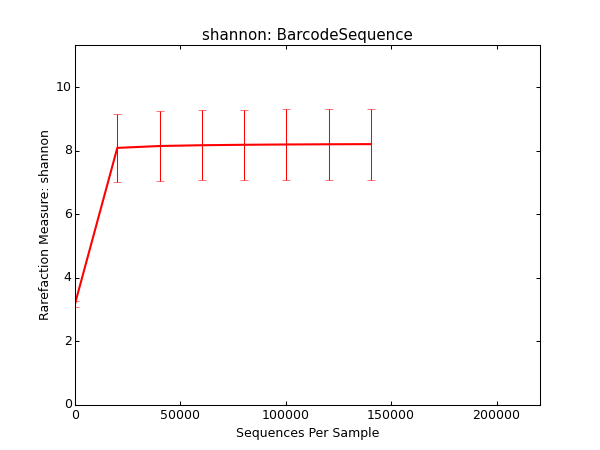 shannon: BarcodeSequence
Rarefaction Measure: shannon
10
8
6
4
2
0
0 50000 100000 150000 200000
Sequences Per Sample